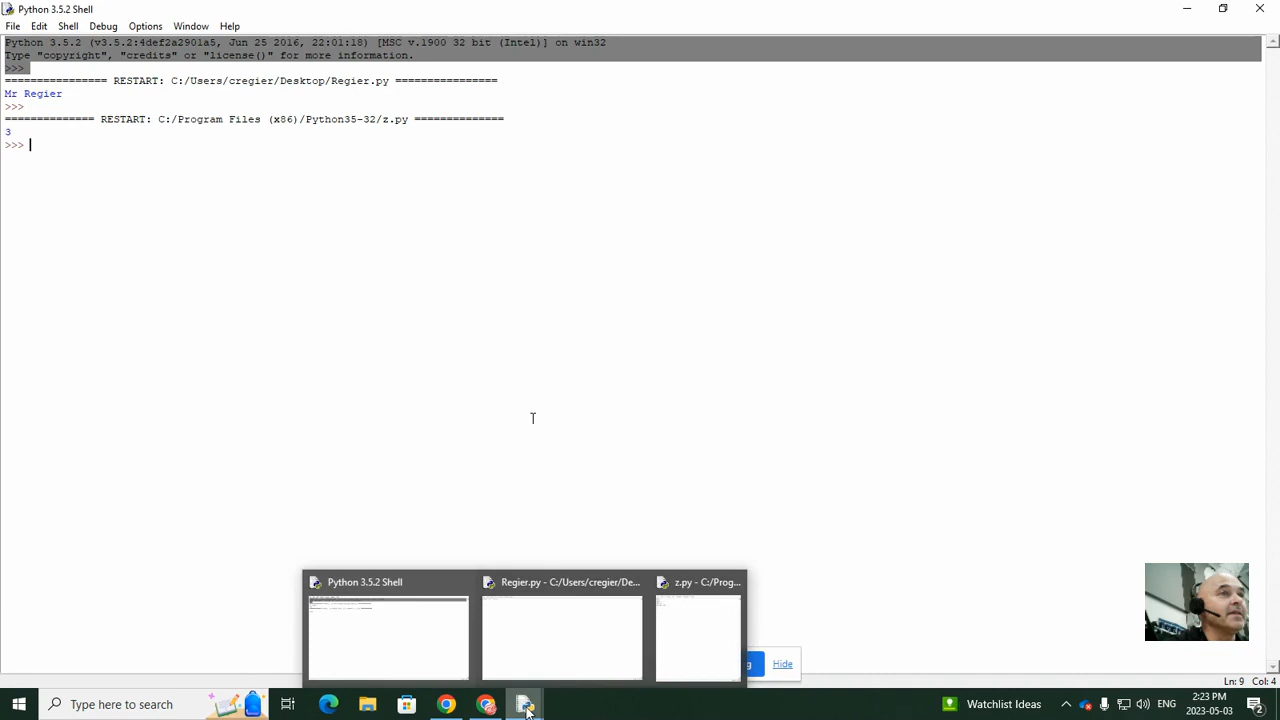 Python 3.5.2 Shell
File Edit Shell Debug Options Window Help
Python 3.5.2 (v3.5.2:4def2a2901a5, Jun 25 2016, 22:01:18) [MSC v.1900 32 bit (Intel)] on win32
Type "copyright", "credits" or "license()" for more information.
>>>
================ RESTART: C:/Users/cregier/Desktop/Regier.py ================
Mr Regier
>>>
============== RESTART: C:/Program Files (x86)/Python35-32/z.py ==============
3
>>>
Python 3.5.2 Shell
Regier.py - C:/Users/cregier/De...
z.py - C:/Prog...
g Hide
Ln: 9 Col: 4
Type here to search
Watchlist Ideas
ENG
2:23 PM
2023-05-03
2